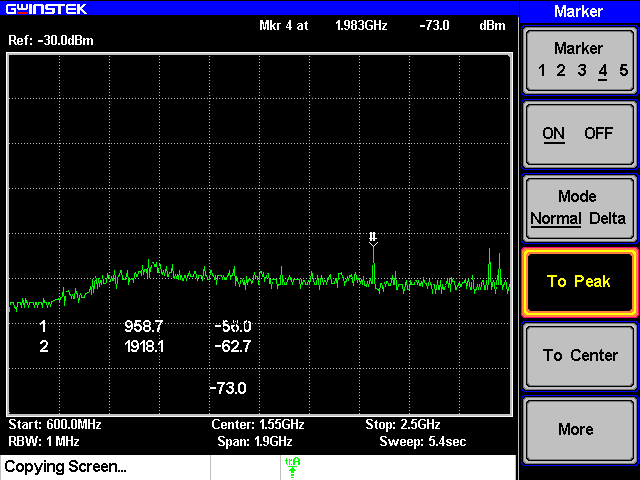 GWINSTEK
Mkr 4 at 1.983GHz -73.0 dBm
Ref: -30.0dBm
1 958.7 -56.0
2 1918.1 -62.7
-73.0
Start: 600.0MHz Center: 1.55GHz Stop: 2.5GHz
RBW: 1 MHz Span: 1.9GHz Sweep: 5.4sec
Copying Screen...
trA
Marker
Marker
1 2 3 4 5
ON OFF
Mode
Normal Delta
To Peak
To Center
More